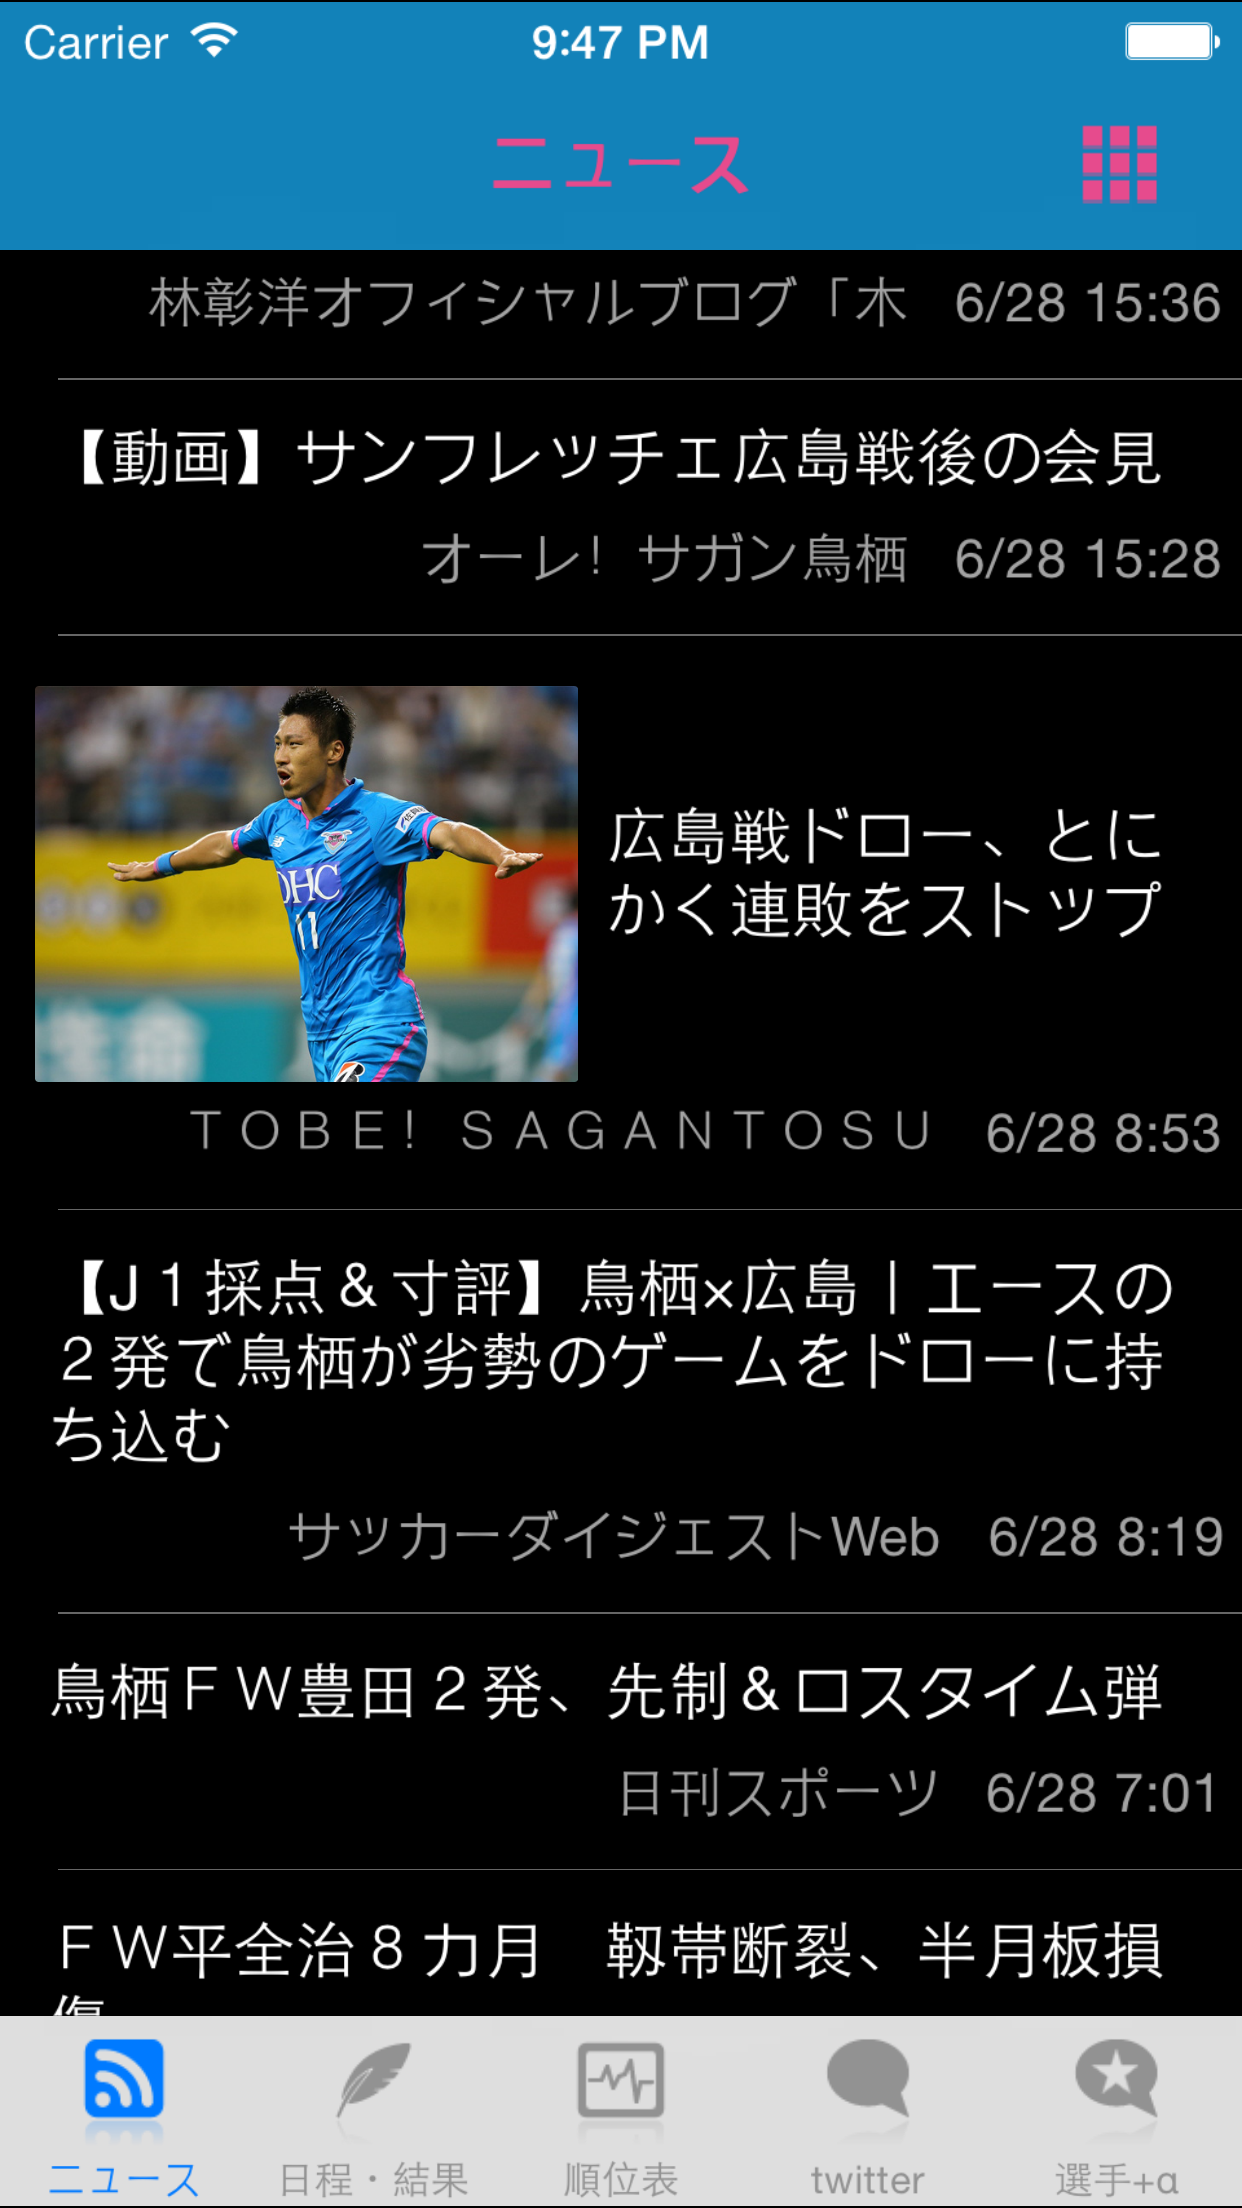 Carrier 9:47 PM
ニュース
林彰洋オフィシャルブログ「木 6/28 15:36
【動画】サンフレッチェ広島戦後の会見
オーレ！サガン鳥栖 6/28 15:28
佐賀
DHC
11
生命
広島戦ドロー、とに
かく連敗をストップ
ＴＯＢＥ！ＳＡＧＡＮＴＯＳＵ 6/28 8:53
【J１採点＆寸評】鳥栖×広島｜エースの
２発で鳥栖が劣勢のゲームをドローに持
ち込む
サッカーダイジェストWeb 6/28 8:19
鳥栖ＦＷ豊田２発、先制＆ロスタイム弾
日刊スポーツ 6/28 7:01
ＦＷ平全治８カ月　靱帯断裂、半月板損
傷
ニュース
日程・結果
順位表
twitter
選手+α